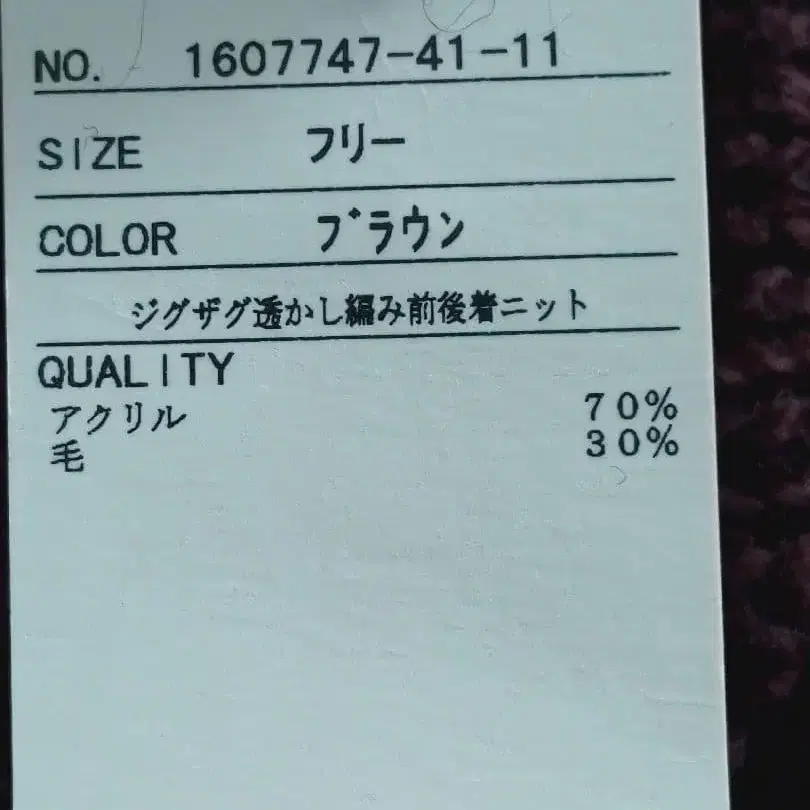 NO. 1607747-41-11
SIZE フリー
COLOR ブラウン
ジグザグ透かし編み前後着ニット
QUALITY
アクリル 70%
毛 30%